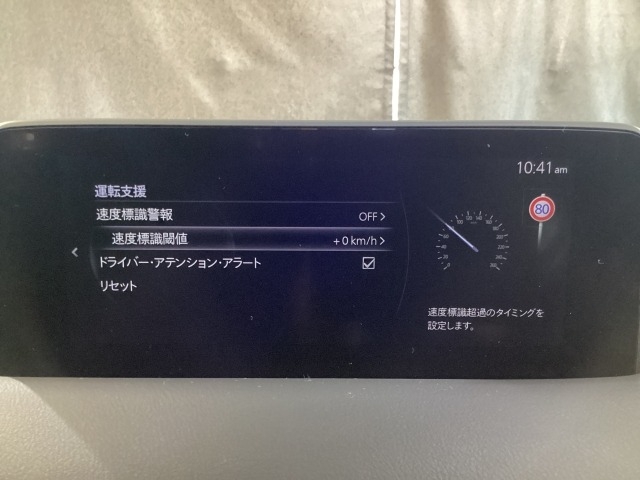 10:41am
運転支援
速度標識警報 OFF
速度標識閾値 +0 km/h
ドライバー・アテンション・アラート
リセット
80
速度標識超過のタイミングを
設定します。